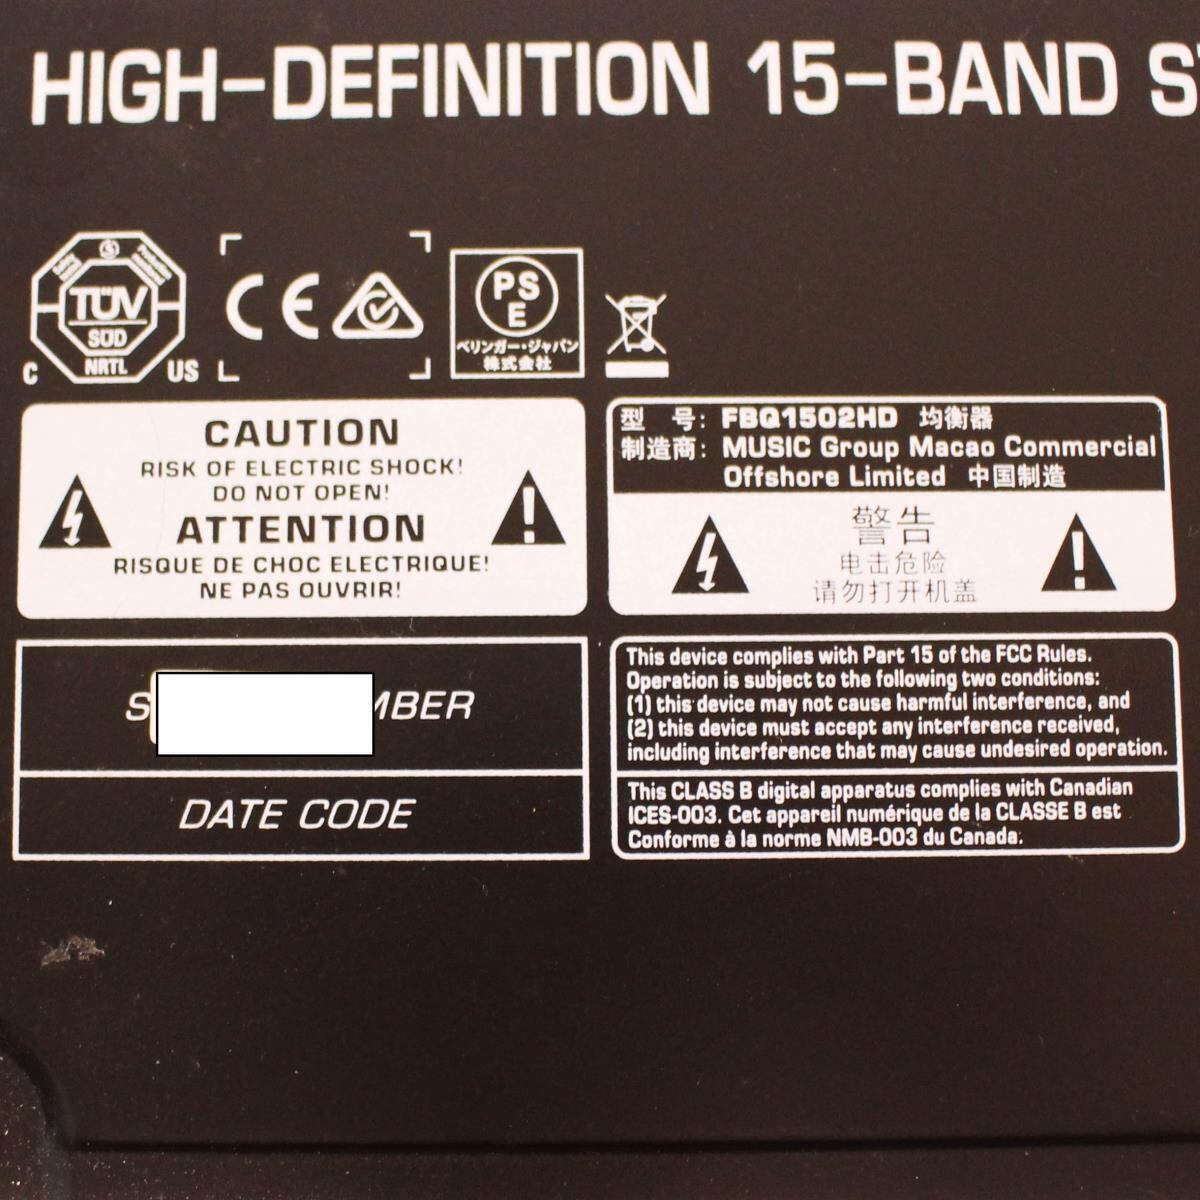 HIGH-DEFINITION 15-BAND S
TÜV
SÜD
NRTL
C US
CE
PS
E
ベリンガー・ジャパン
株式会社
CAUTION
RISK OF ELECTRIC SHOCK!
DO NOT OPEN!
ATTENTION
RISQUE DE CHOC ELECTRIQUE!
NE PAS OUVRIR!
型 号: FBQ1502HD 均衡器
制造商: MUSIC Group Macao Commercial
Offshore Limited 中国制造
警告
电击危险
请勿打开机盖
S MBER
DATE CODE
This device complies with Part 15 of the FCC Rules.
Operation is subject to the following two conditions:
(1) this device may not cause harmful interference, and
(2) this device must accept any interference received,
including interference that may cause undesired operation.
This CLASS B digital apparatus complies with Canadian
ICES-003. Cet appareil numérique de la CLASSE B est
Conforme à la norme NMB-003 du Canada.